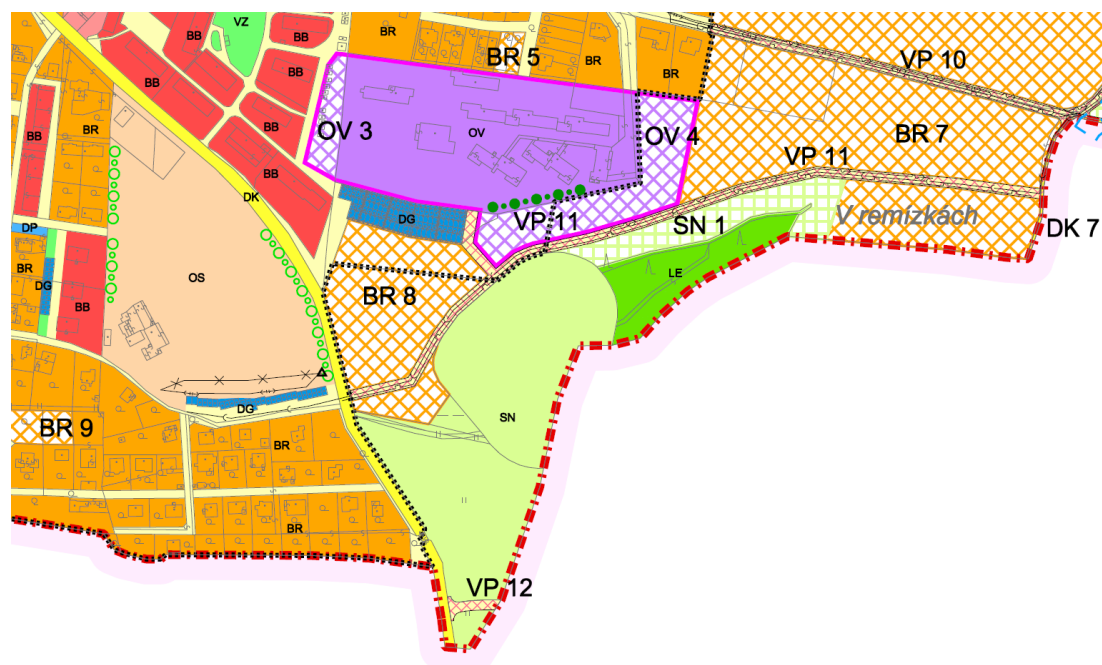 VZ
BB
BB
BR
BR 5
BR
BR
VP 10
BB
BB
BB
BR
OV 3
OV
OV 4
BR 7
BB
VP 11
DK
DG
VP 11
SN 1
V remízkách
DK 7
DP
BR
DG
BB
OS
BR 8
LE
SN
DG
BR 9
BR
BR
VP 12